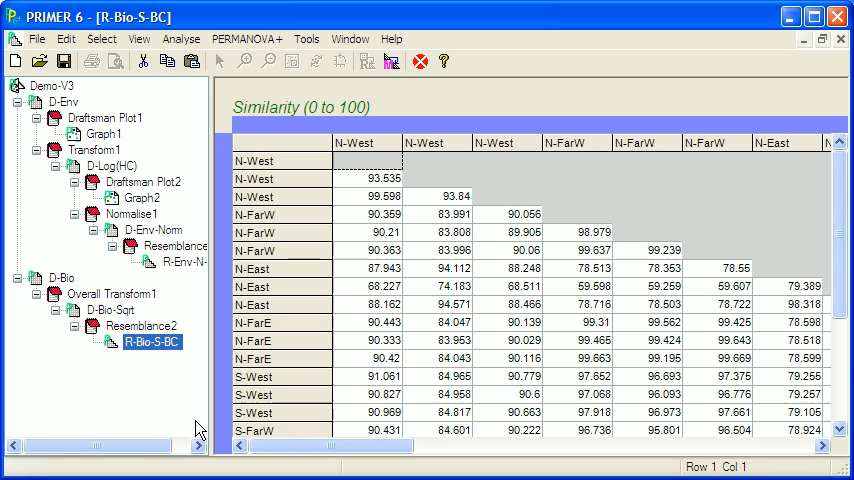 PRIMER 6 - [R-Bio-S-BC]
File Edit Select View Analyse PERMANOVA+ Tools Window Help
Demo-V3
D-Env
Draftsman Plot1
Graph1
Transform1
D-Log(HC)
Draftsman Plot2
Graph2
Normalise1
D-Env-Norm
Resemblance
R-Env-N-
D-Bio
Overall Transform1
D-Bio-Sqrt
Resemblance2
R-Bio-S-BC
Similarity (0 to 100)
N-West N-West N-West N-FarW N-FarW N-FarW N-East N
N-West
N-West 93.535
N-West 99.598 93.84
N-FarW 90.359 83.991 90.056
N-FarW 90.21 83.808 89.905 98.979
N-FarW 90.363 83.996 90.06 99.637 99.239
N-East 87.943 94.112 88.248 78.513 78.353 78.55
N-East 68.227 74.183 68.511 59.598 59.259 59.607 79.389
N-East 88.162 94.571 88.466 78.716 78.503 78.722 98.318
N-FarE 90.443 84.047 90.139 99.31 99.562 99.425 78.598
N-FarE 90.333 83.953 90.029 99.465 99.424 99.643 78.518
N-FarE 90.42 84.043 90.116 99.663 99.195 99.669 78.599
S-West 91.061 84.965 90.779 97.652 96.693 97.375 79.255
S-West 90.827 84.958 90.6 97.068 96.093 96.776 79.257
S-West 90.969 84.817 90.663 97.918 96.973 97.661 79.105
S-FarW 90.431 84.601 90.222 96.736 95.801 96.504 78.924
Row 1 Col 1